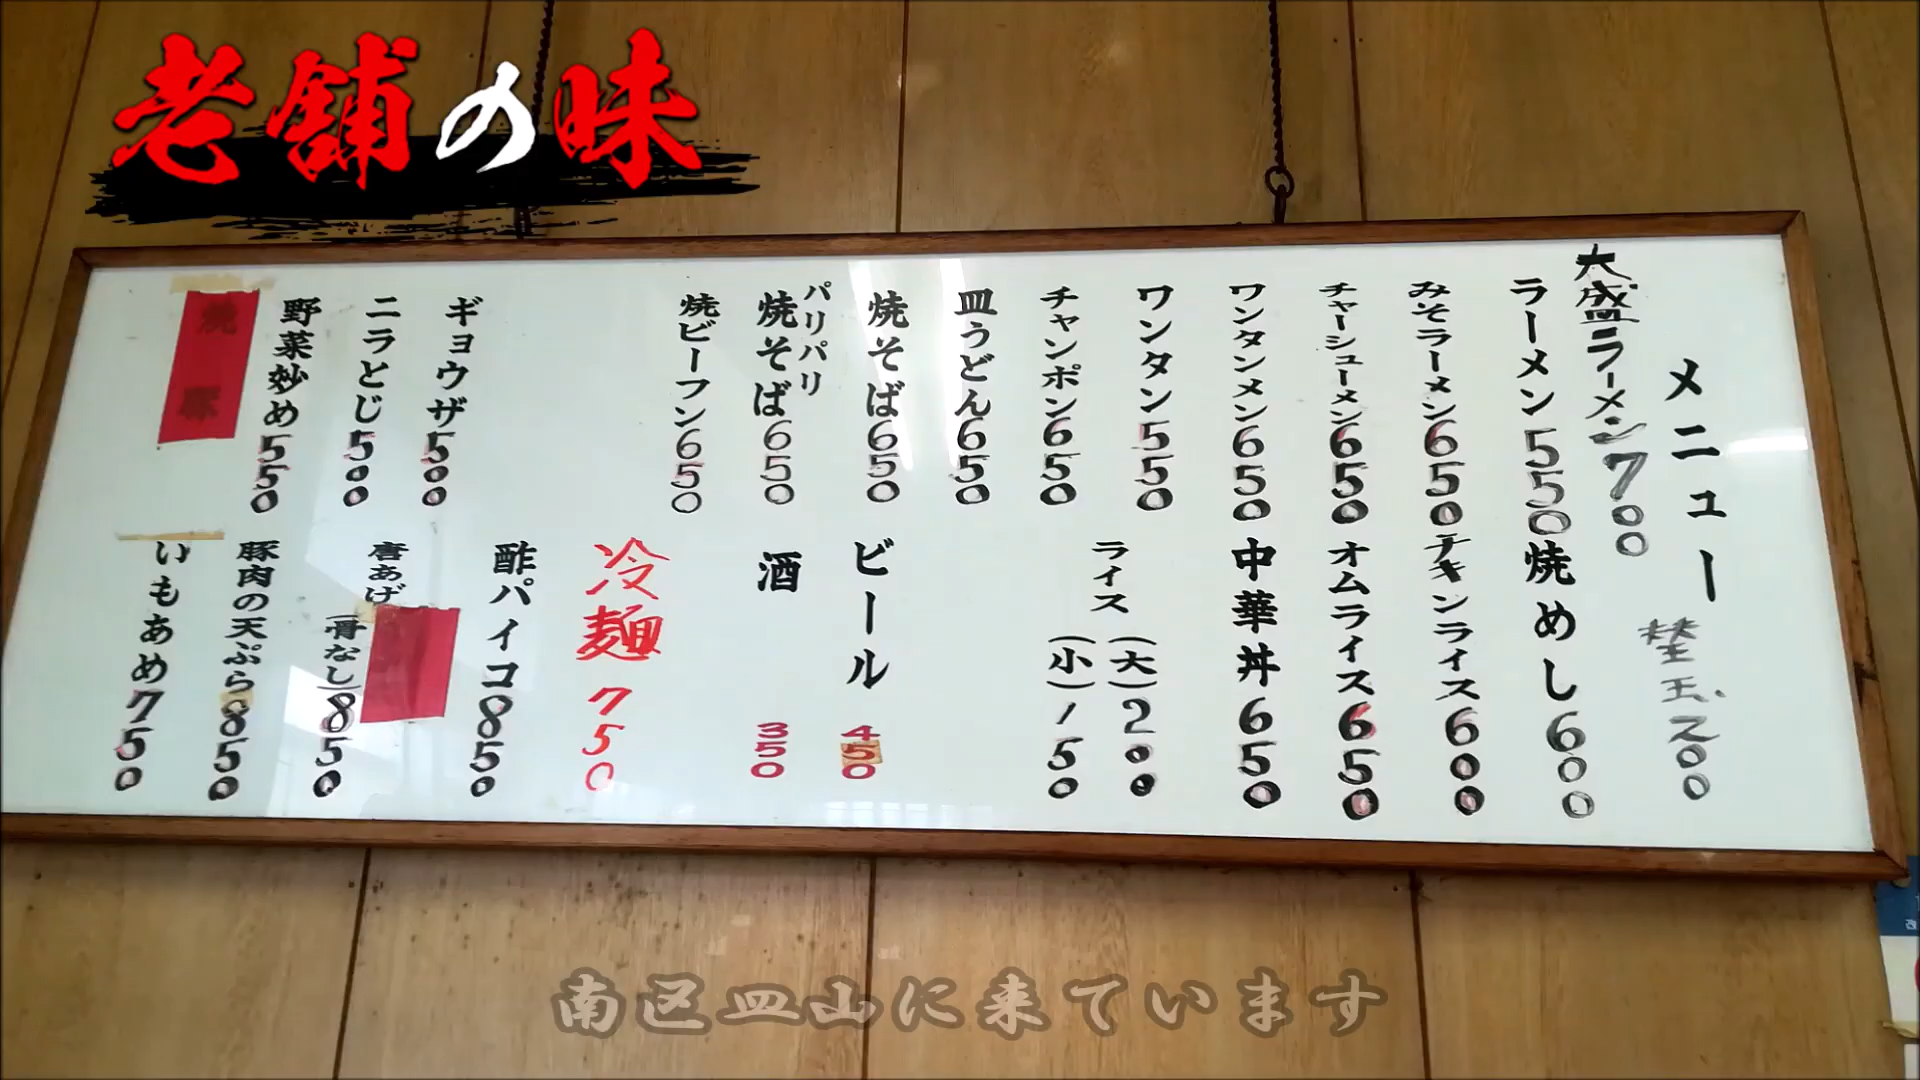 老舗の味
メニュー
大盛ラーメン700
替玉200
ラーメン550
焼めし600
みそラーメン650
チキンライス600
チャーシューメン650
オムライス650
ワンタンメン650
中華丼650
ワンタン550
ライス(大)200
(小)150
チャンポン650
皿うどん650
焼そば650
ビール450
パリパリ
焼そば650
酒350
焼ビーフン650
冷麺750
ギョウザ500
酢パイコ850
ニラとじ500
唐あげ
(骨なし)850
野菜炒め550
豚肉の天ぷら850
焼豚
いもあめ750
南区皿山に来ています